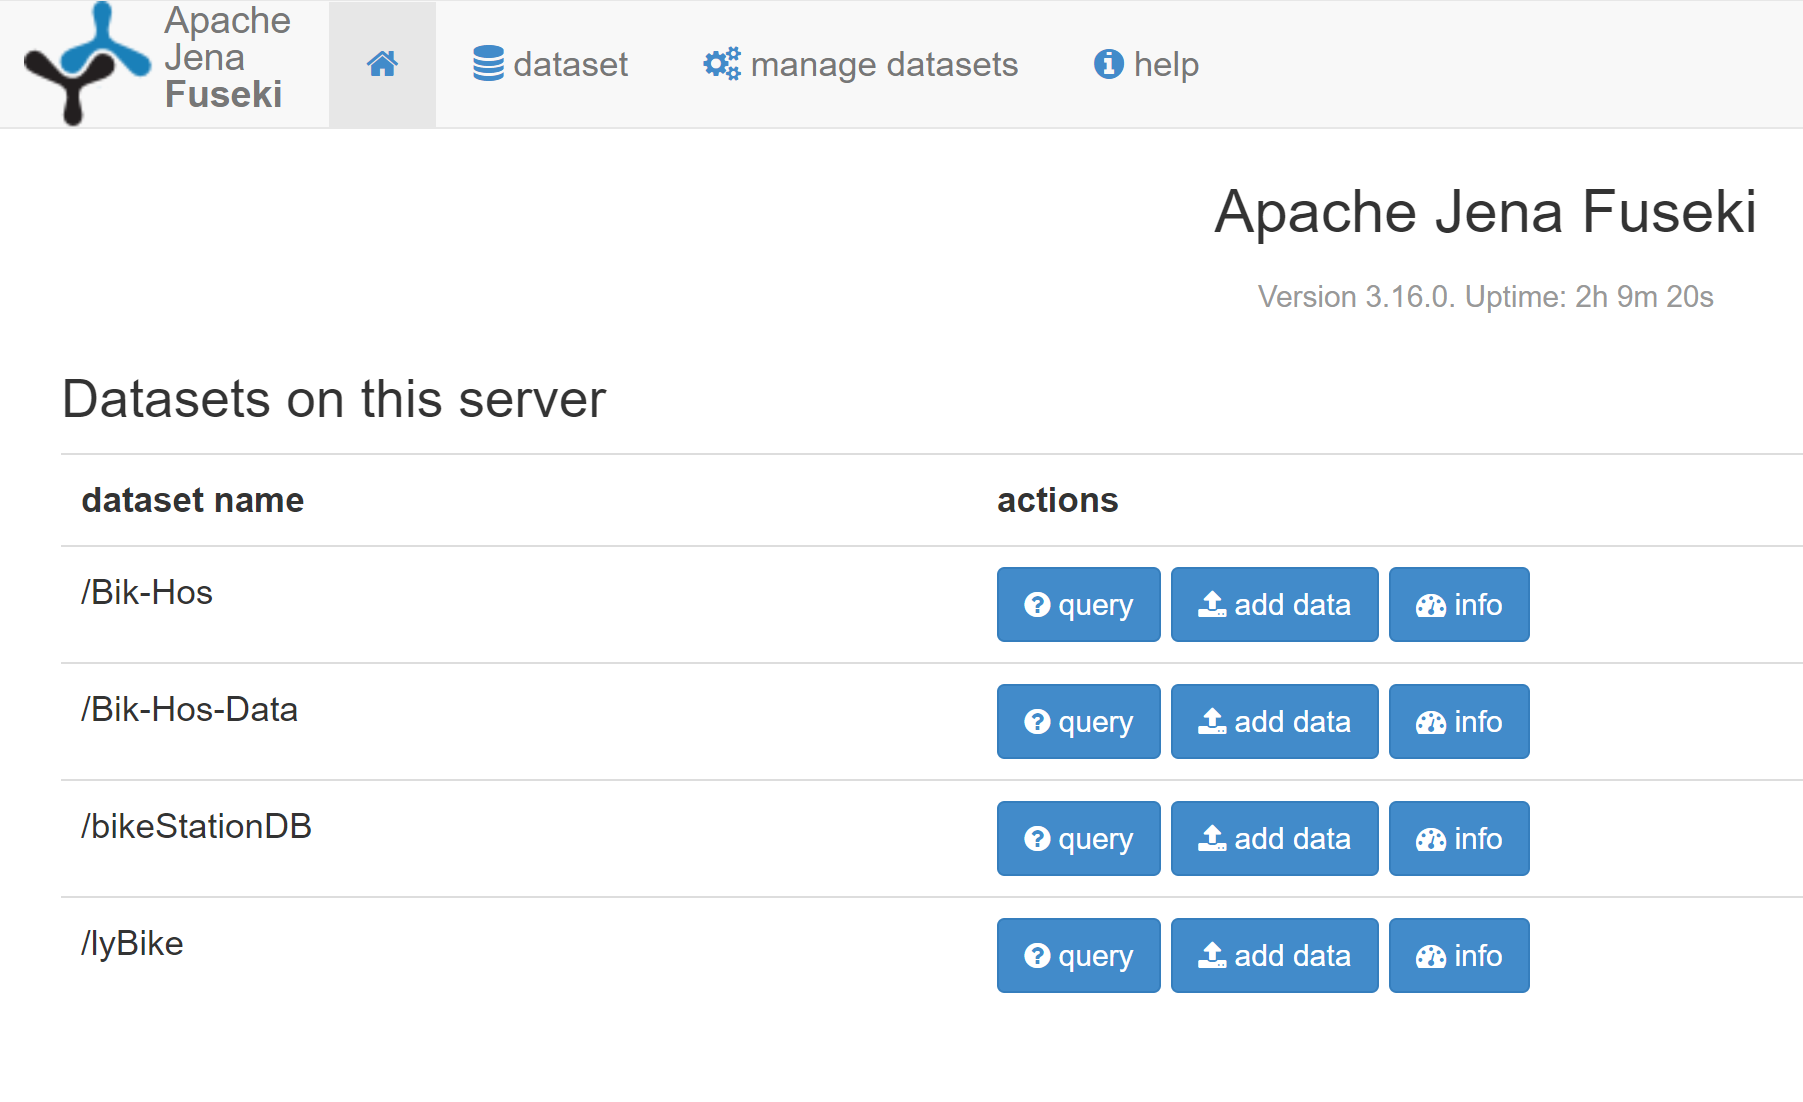 Apache
Jena
Fuseki
dataset
manage datasets
help
Apache Jena Fuseki
Version 3.16.0. Uptime: 2h 9m 20s
Datasets on this server
dataset name actions
/Bik-Hos query add data info
/Bik-Hos-Data query add data info
/bikeStationDB query add data info
/lyBike query add data info